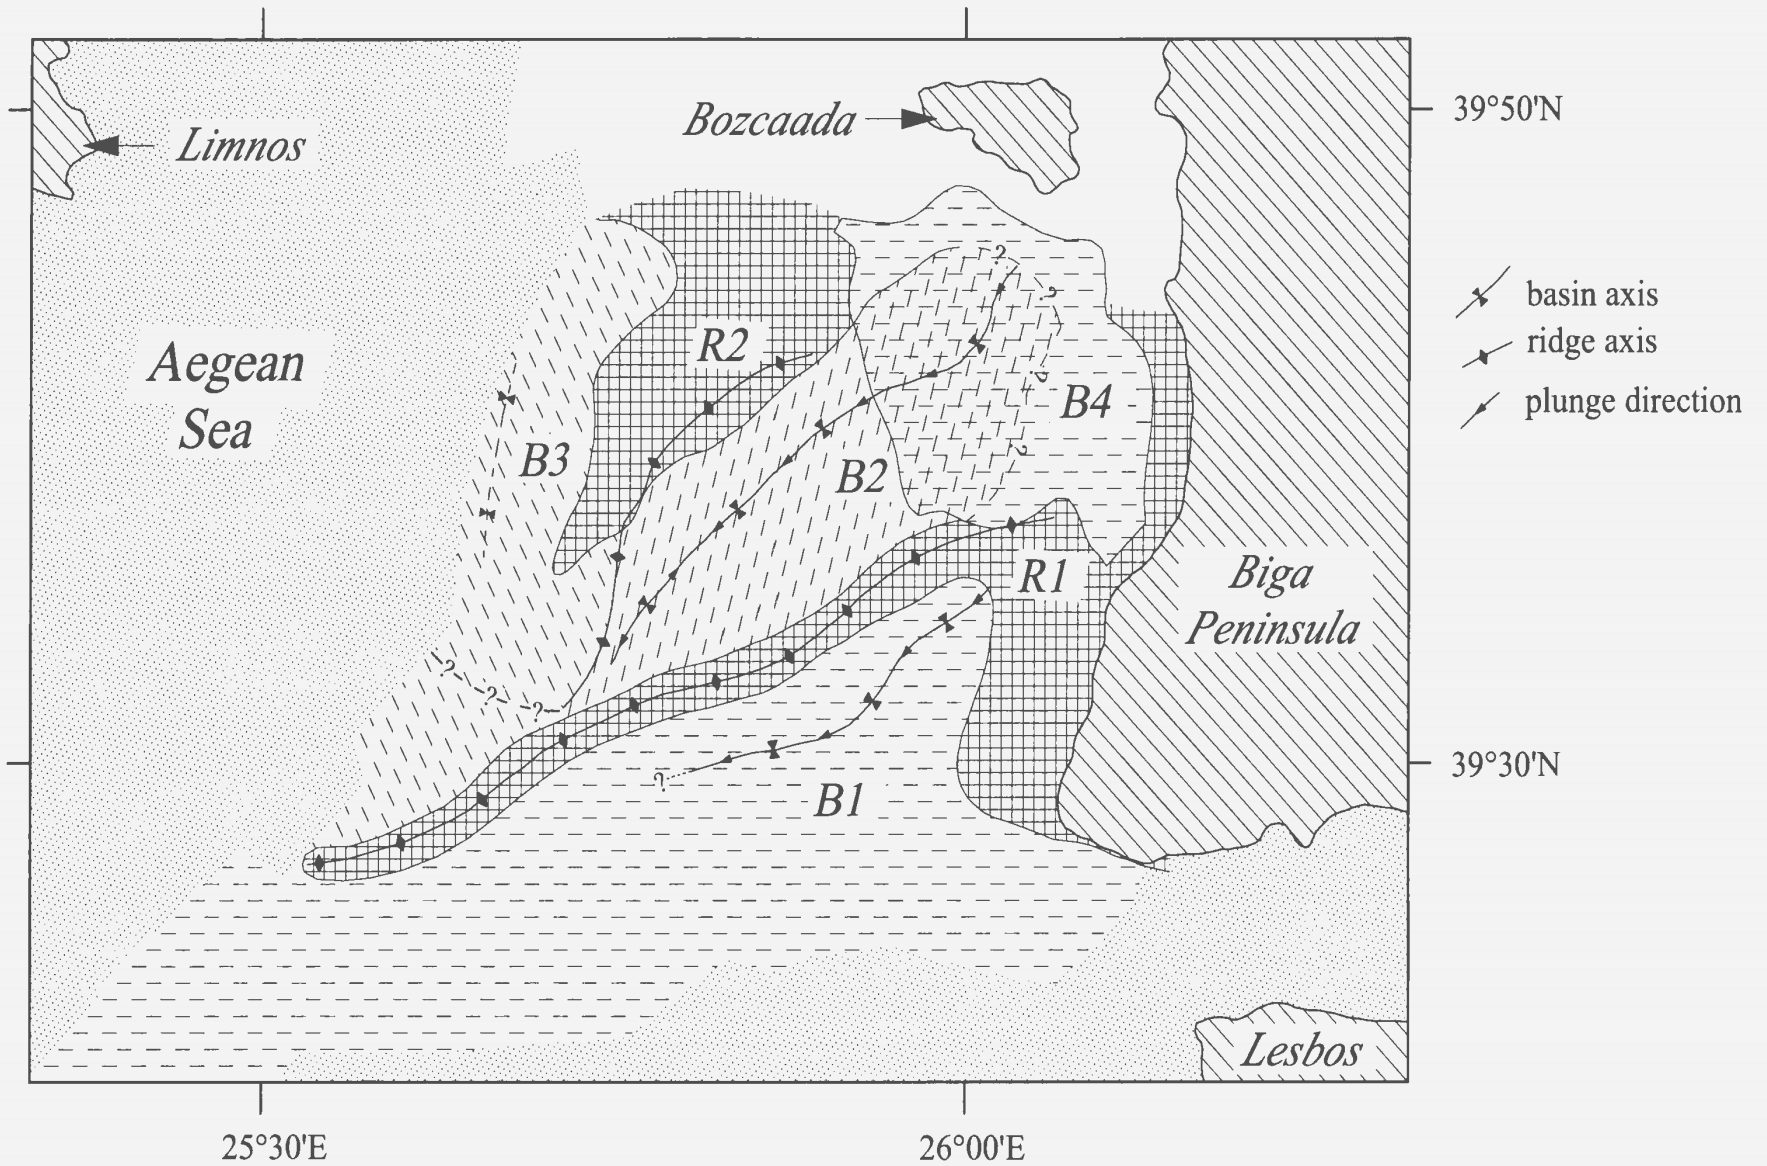 39°50'N
Bozcaada
Limnos
?
?
basin axis
ridge axis
plunge direction
R2
Aegean
Sea
?
B4
B3
B2
?
R1
Biga
Peninsula
?
?
?
39°30'N
?
B1
Lesbos
25°30'E
26°00'E